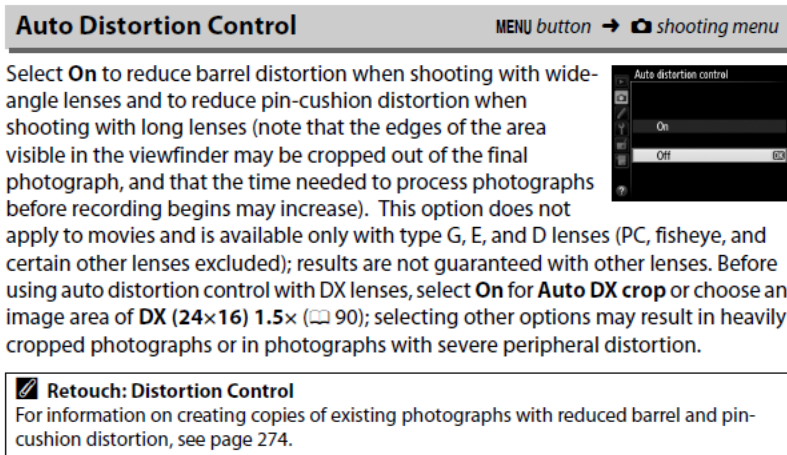 Auto Distortion Control MENU button ➜ shooting menu
Select On to reduce barrel distortion when shooting with wide-
angle lenses and to reduce pin-cushion distortion when
shooting with long lenses (note that the edges of the area
visible in the viewfinder may be cropped out of the final
photograph, and that the time needed to process photographs
before recording begins may increase). This option does not
apply to movies and is available only with type G, E, and D lenses (PC, fisheye, and
certain other lenses excluded); results are not guaranteed with other lenses. Before
using auto distortion control with DX lenses, select On for Auto DX crop or choose an
image area of DX (24×16) 1.5× (90); selecting other options may result in heavily
cropped photographs or in photographs with severe peripheral distortion.
Auto distortion control
On
Off OK
?
Retouch: Distortion Control
For information on creating copies of existing photographs with reduced barrel and pin-
cushion distortion, see page 274.